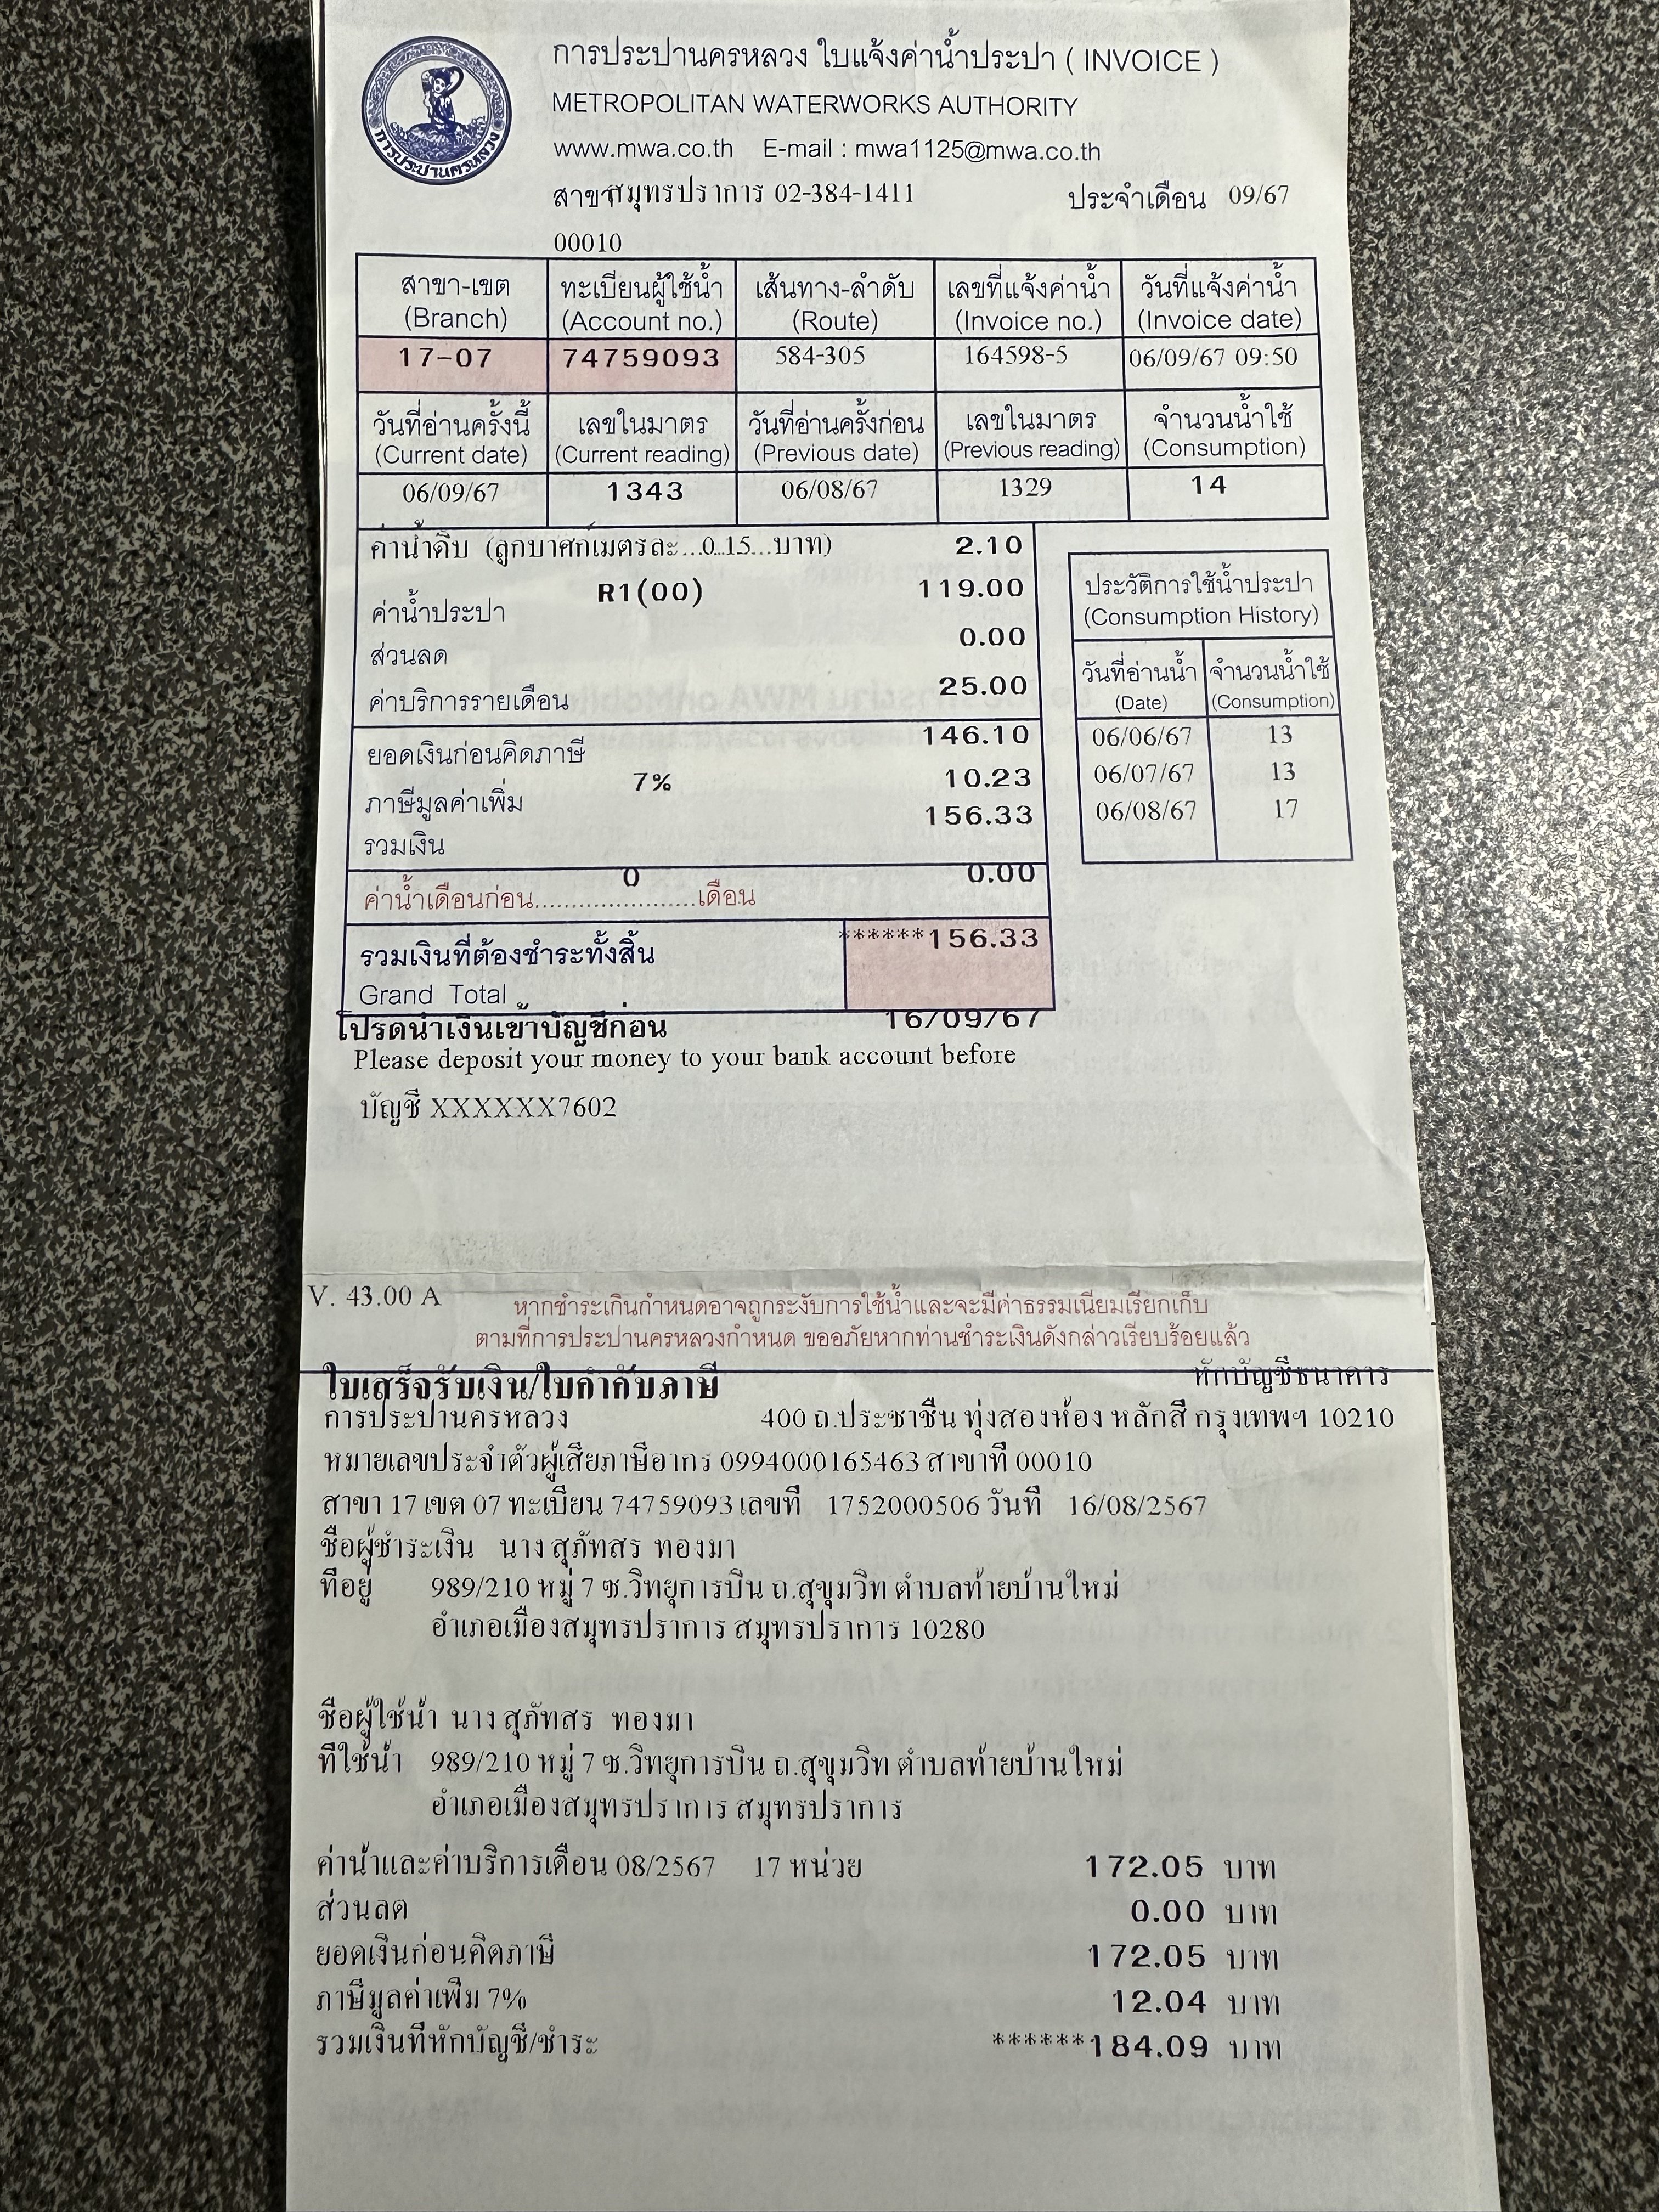 การประปานครหลวง ใบแจ้งค่าน้ำประปา ( INVOICE )
METROPOLITAN WATERWORKS AUTHORITY
www.mwa.co.th E-mail : mwa1125@mwa.co.th
การประปานครหลวง
สาขาสมุทรปราการ 02-384-1411 ประจำเดือน 09/67
00010
สาขา-เขต ทะเบียนผู้ใช้น้ำ เส้นทาง-ลำดับ เลขที่แจ้งค่าน้ำ วันที่แจ้งค่าน้ำ
(Branch) (Account no.) (Route) (Invoice no.) (Invoice date)
17-07 74759093 584-305 164598-5 06/09/67 09:50
วันที่อ่านครั้งนี้ เลขในมาตร วันที่อ่านครั้งก่อน เลขในมาตร จำนวนน้ำใช้
(Current date) (Current reading) (Previous date) (Previous reading) (Consumption)
06/09/67 1343 06/08/67 1329 14
ค่าน้ำดิบ (ลูกบาศก์เมตรละ...0.15...บาท) 2.10
ค่าน้ำประปา R1(00) 119.00
ส่วนลด 0.00
ค่าบริการรายเดือน 25.00
ยอดเงินก่อนคิดภาษี 146.10
ภาษีมูลค่าเพิ่ม 7% 10.23
รวมเงิน 156.33
ค่าน้ำเดือนก่อน......0......เดือน 0.00
รวมเงินที่ต้องชำระทั้งสิ้น ******156.33
Grand Total
ประวัติการใช้น้ำประปา
(Consumption History)
วันที่อ่านน้ำ จำนวนน้ำใช้
(Date) (Consumption)
06/06/67 13
06/07/67 13
06/08/67 17
โปรดนำเงินเข้าบัญชีก่อน 16/09/67
Please deposit your money to your bank account before
บัญชี XXXXXX7602
V. 43.00 A
หากชำระเกินกำหนดอาจถูกระงับการใช้น้ำและจะมีค่าธรรมเนียมเรียกเก็บ
ตามที่การประปานครหลวงกำหนด ขออภัยหากท่านชำระเงินดังกล่าวเรียบร้อยแล้ว
ใบเสร็จรับเงิน/ใบกำกับภาษี หักบัญชีธนาคาร
การประปานครหลวง 400 ถ.ประชาชื่น ทุ่งสองห้อง หลักสี่ กรุงเทพฯ 10210
หมายเลขประจำตัวผู้เสียภาษีอากร 0994000165463 สาขาที่ 00010
สาขา 17 เขต 07 ทะเบียน 74759093 เลขที่ 1752000506 วันที่ 16/08/2567
ชื่อผู้ชำระเงิน นาง สุภัทสร ทองมา
ที่อยู่ 989/210 หมู่ 7 ซ.วิทยุการบิน ถ.สุขุมวิท ตำบลท้ายบ้านใหม่
อำเภอเมืองสมุทรปราการ สมุทรปราการ 10280
ชื่อผู้ใช้น้ำ นาง สุภัทสร ทองมา
ที่ใช้น้ำ 989/210 หมู่ 7 ซ.วิทยุการบิน ถ.สุขุมวิท ตำบลท้ายบ้านใหม่
อำเภอเมืองสมุทรปราการ สมุทรปราการ
ค่าน้ำและค่าบริการเดือน 08/2567 17 หน่วย 172.05 บาท
ส่วนลด 0.00 บาท
ยอดเงินก่อนคิดภาษี 172.05 บาท
ภาษีมูลค่าเพิ่ม 7% 12.04 บาท
รวมเงินที่หักบัญชี/ชำระ ******184.09 บาท